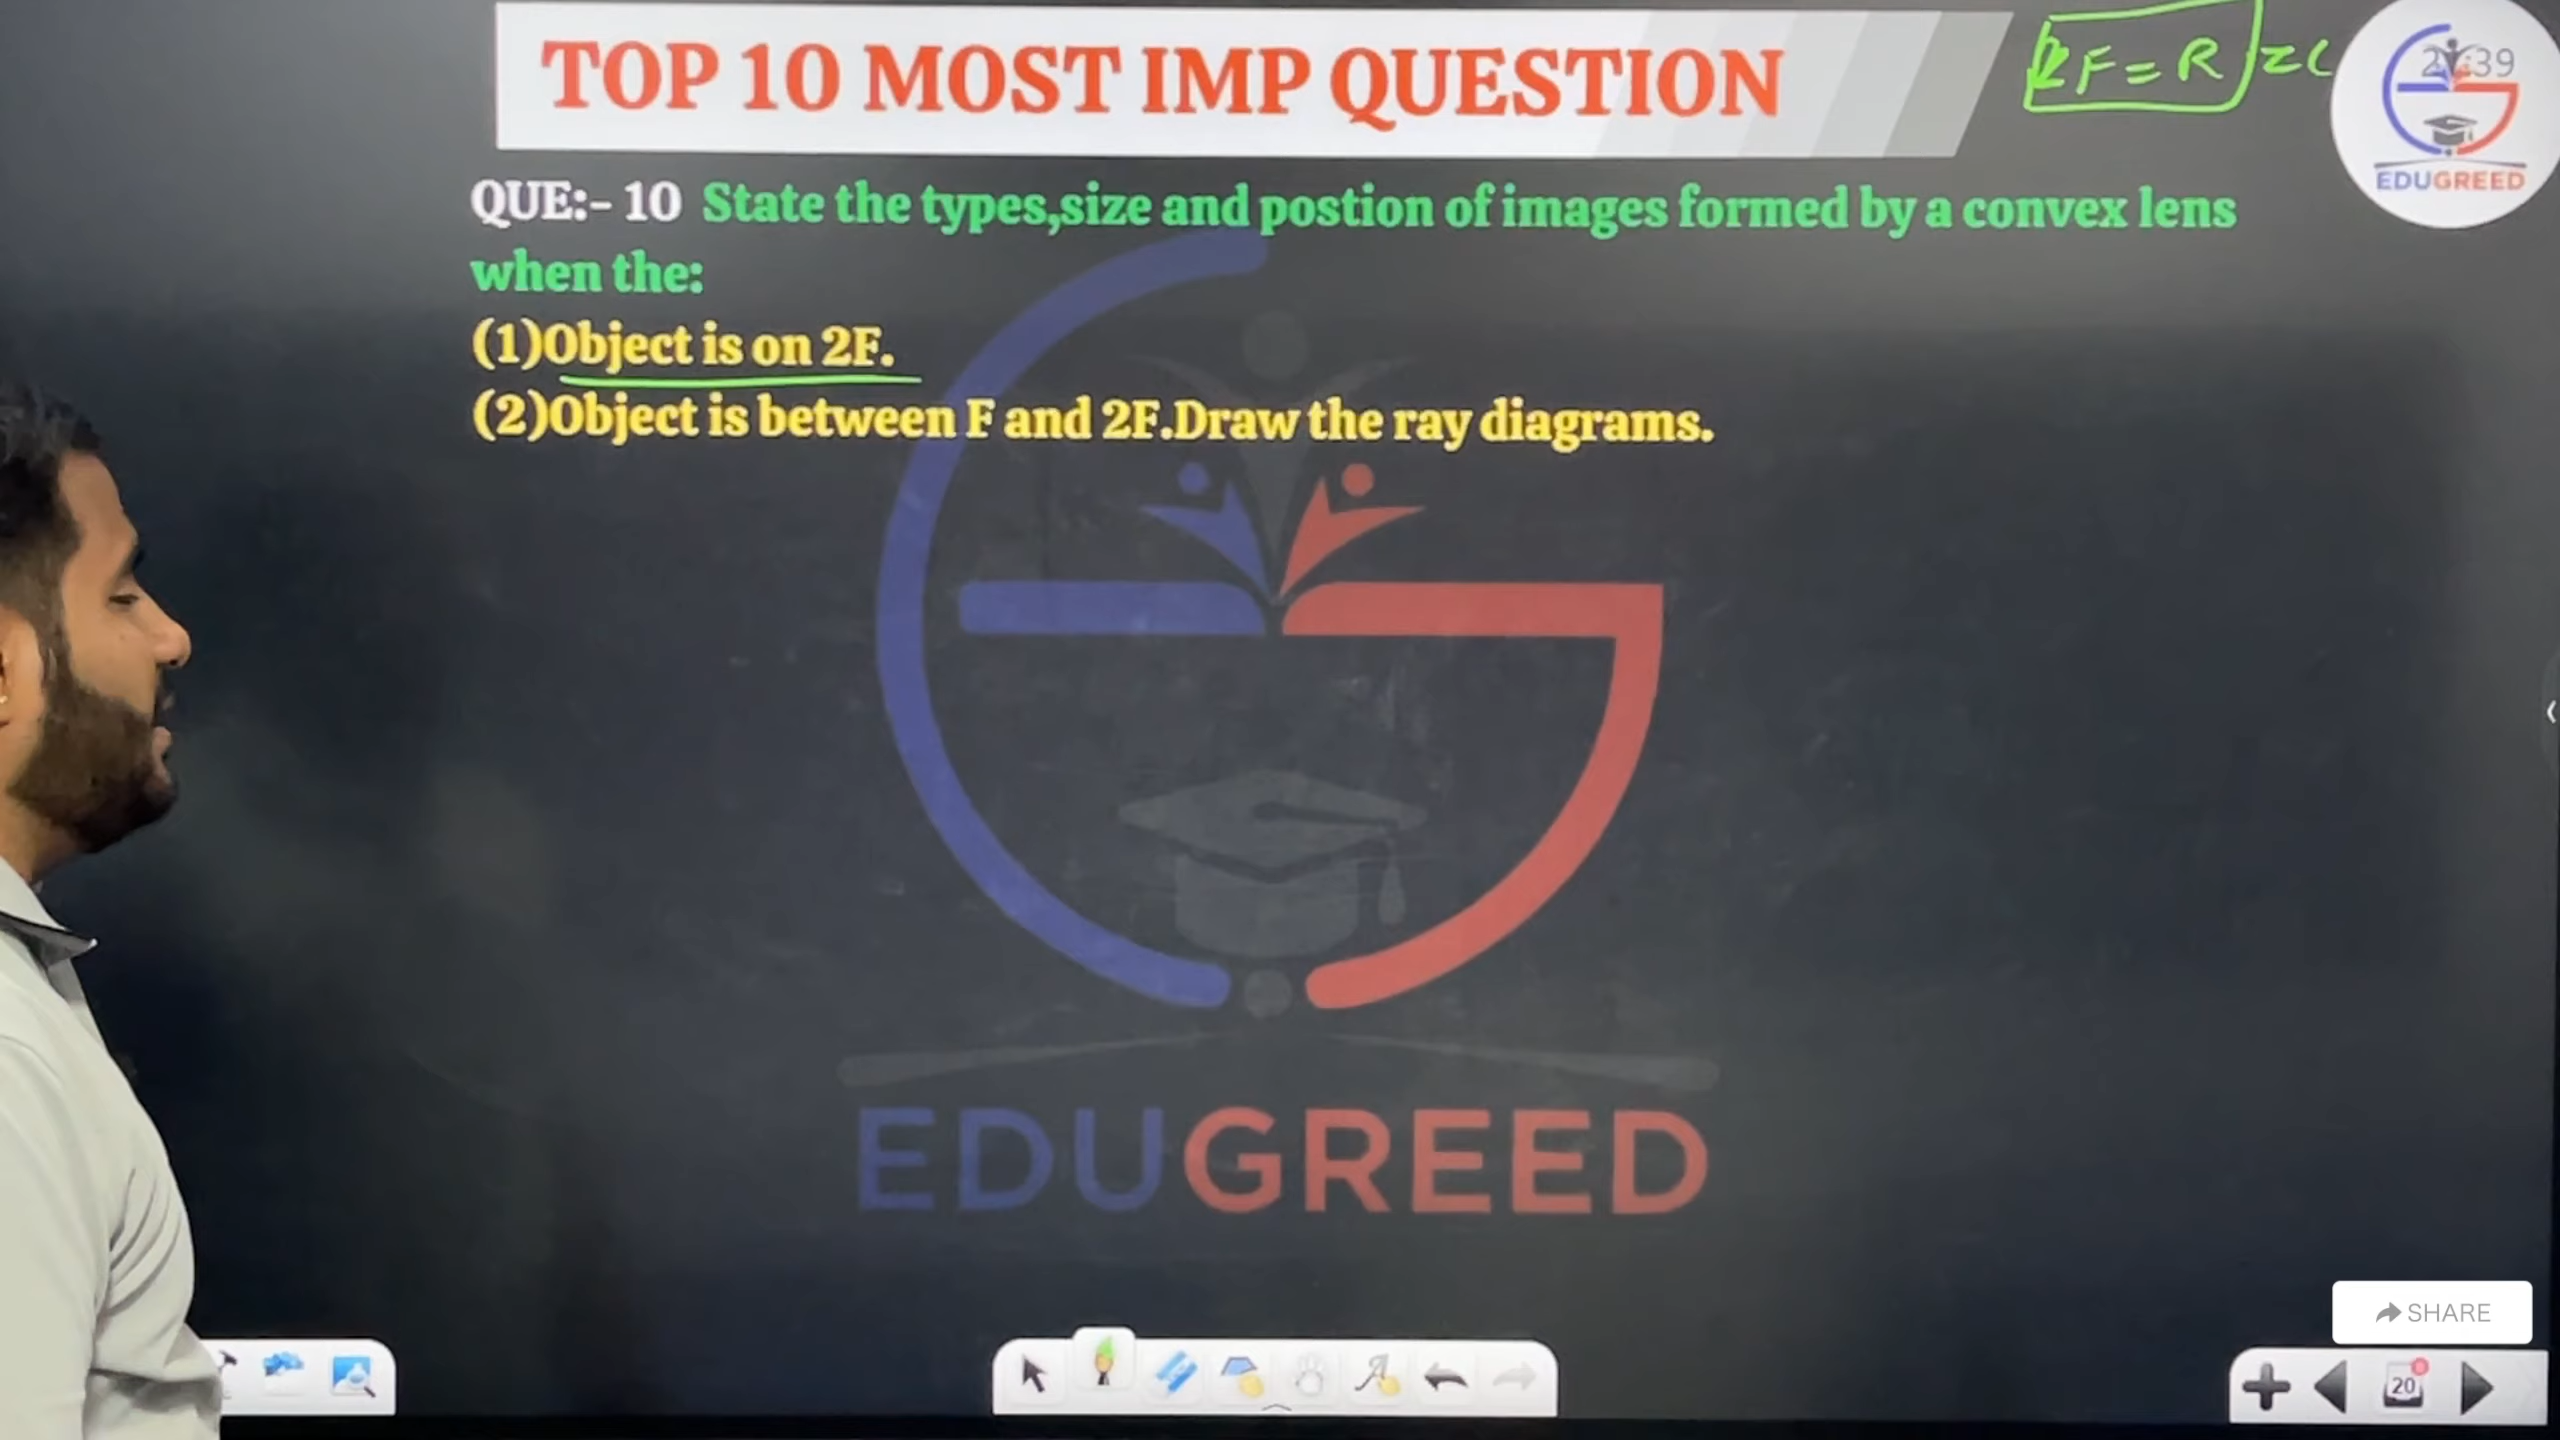 TOP 10 MOST IMP QUESTION
2F = R
EDUGREED
QUE:- 10 State the types,size and postion of images formed by a convex lens
when the:
(1)Object is on 2F.
(2)Object is between F and 2F.Draw the ray diagrams.
EDUGREED
SHARE
20